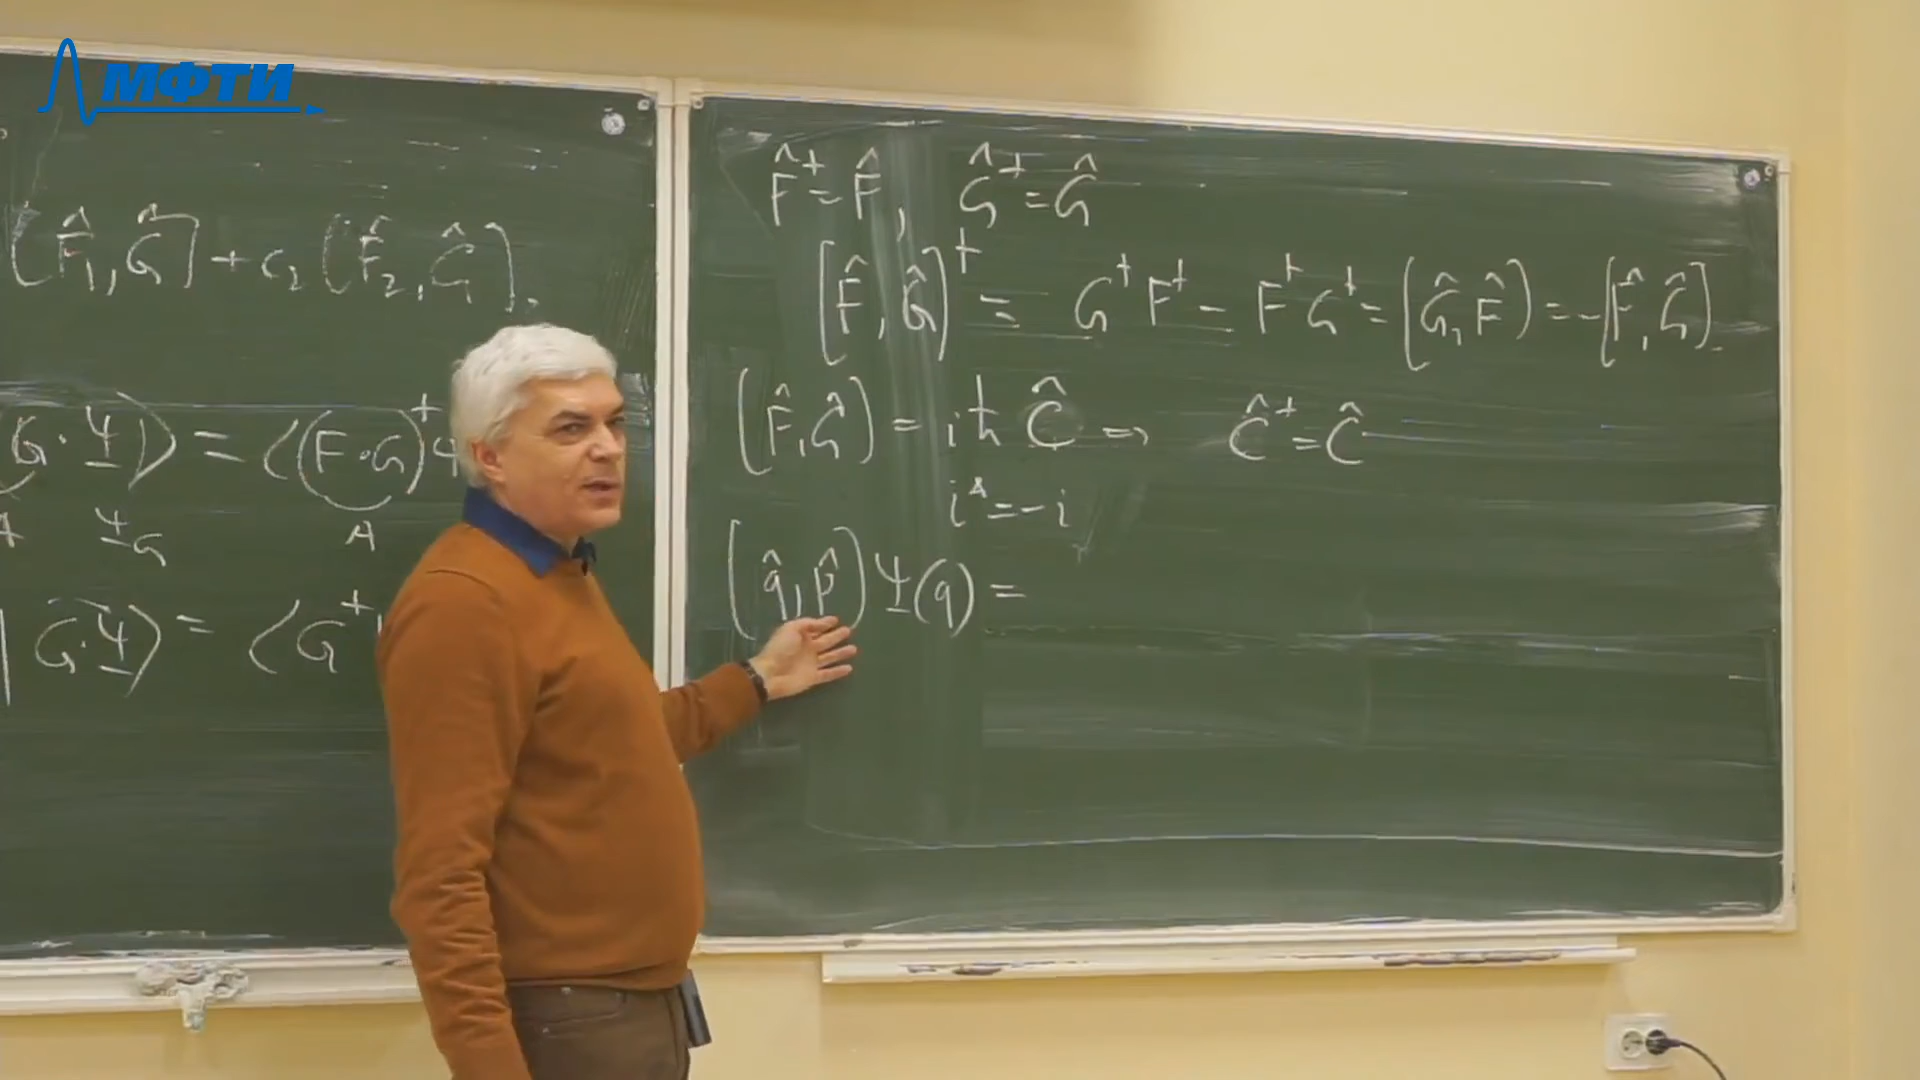 МФТИ
[F̂₁, Ĝ] + c₂ [F̂₂, Ĝ].
G·Ψ⟩ = ⟨(F·G)⁺Ψ
A Ψ_G A
| G·Ψ⟩ = ⟨G⁺
F̂⁺ = F̂, Ĝ⁺ = Ĝ
[F̂, Ĝ]⁺ = G⁺F⁺ - F⁺G⁺ = [Ĝ, F̂] = -[F̂, Ĝ].
[F̂, Ĝ] = iħ Ĉ ⇒ Ĉ⁺ = Ĉ
i* = -i
[q̂, p̂] Ψ(q) =